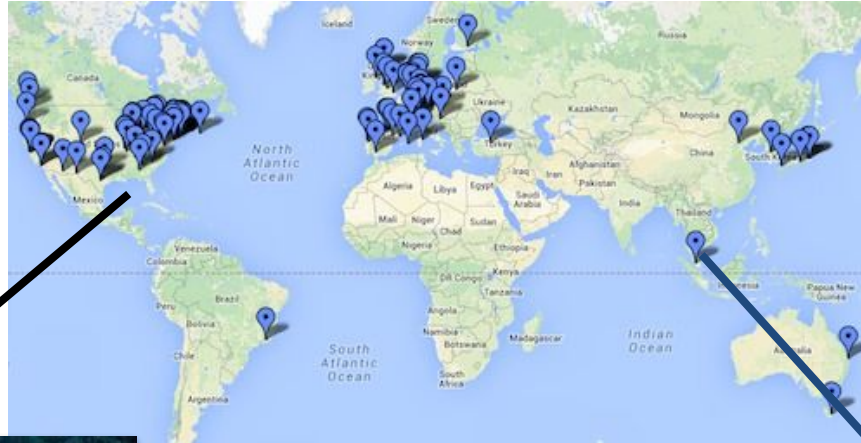 Iceland
Sweden
Norway
Russia
Canada
Ukraine
Kazakhstan
Mongolia
North
Atlantic
Ocean
Turkey
China
South
Afghanistan
Iraq
Iran
Pakistan
Algeria
Libya
Egypt
Saudi
Arabia
India
Mexico
Mali
Niger
Sudan
Thailand
Chad
Nigeria
Ethiopia
Venezuela
Colombia
DR Congo
Kenya
Papua New
Guinea
Tanzania
Brazil
Peru
Angola
Bolivia
Namibia
Botswana
Madagascar
Indian
Ocean
Chile
South
Atlantic
Ocean
South
Africa
Argentina